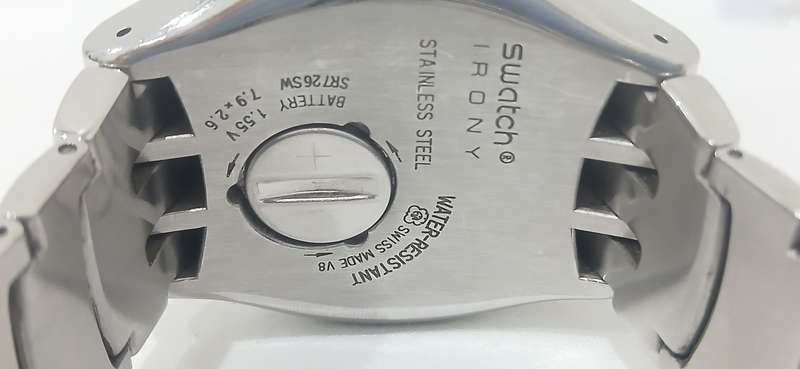 swatch®
IRONY
STAINLESS STEEL
BATTERY 1.55V
SR726SW 7.9×2.6
WATER-RESISTANT
SWISS MADE V8
+